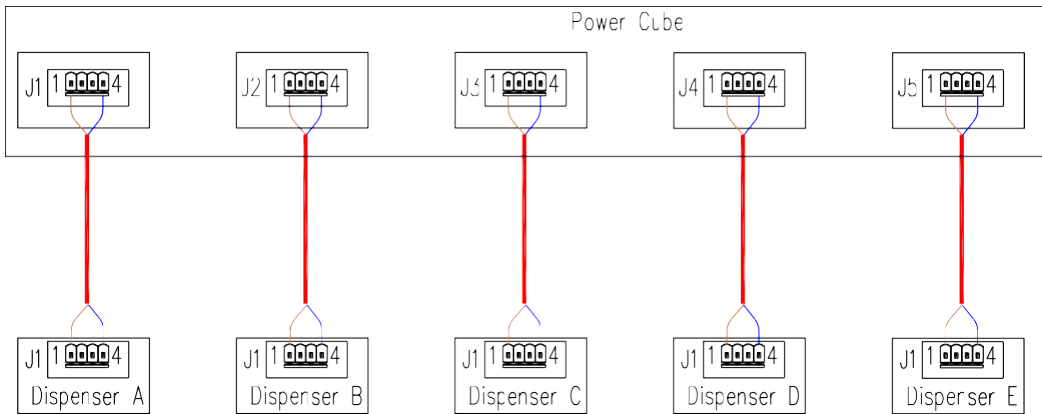 Power Cube
J1 1 4
J2 1 4
J3 1 4
J4 1 4
J5 1 4
J1 1 4
J1 1 4
J1 1 4
J1 1 4
J1 1 4
Dispenser A
Dispenser B
Dispenser C
Dispenser D
Dispenser E